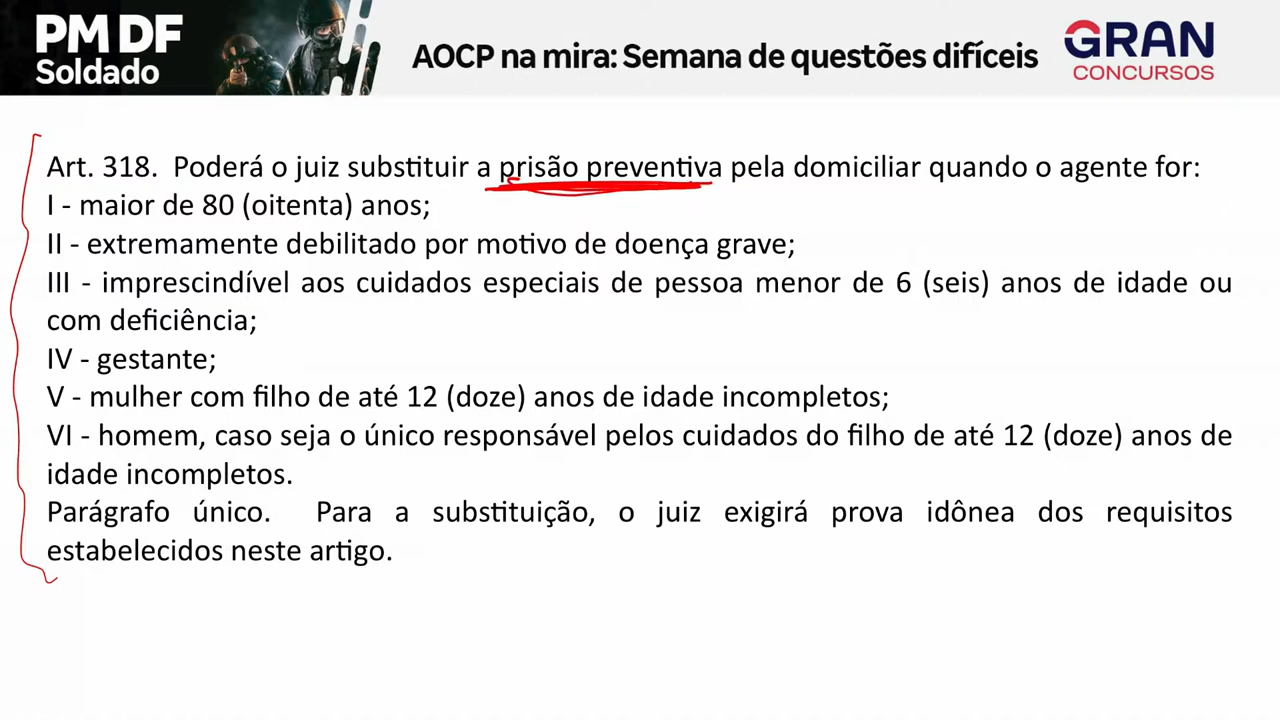 PM DF
Soldado
AOCP na mira: Semana de questões difíceis
GRAN
CONCURSOS
Art. 318. Poderá o juiz substituir a prisão preventiva pela domiciliar quando o agente for:
I - maior de 80 (oitenta) anos;
II - extremamente debilitado por motivo de doença grave;
III - imprescindível aos cuidados especiais de pessoa menor de 6 (seis) anos de idade ou
com deficiência;
IV - gestante;
V - mulher com filho de até 12 (doze) anos de idade incompletos;
VI - homem, caso seja o único responsável pelos cuidados do filho de até 12 (doze) anos de
idade incompletos.
Parágrafo único. Para a substituição, o juiz exigirá prova idônea dos requisitos
estabelecidos neste artigo.